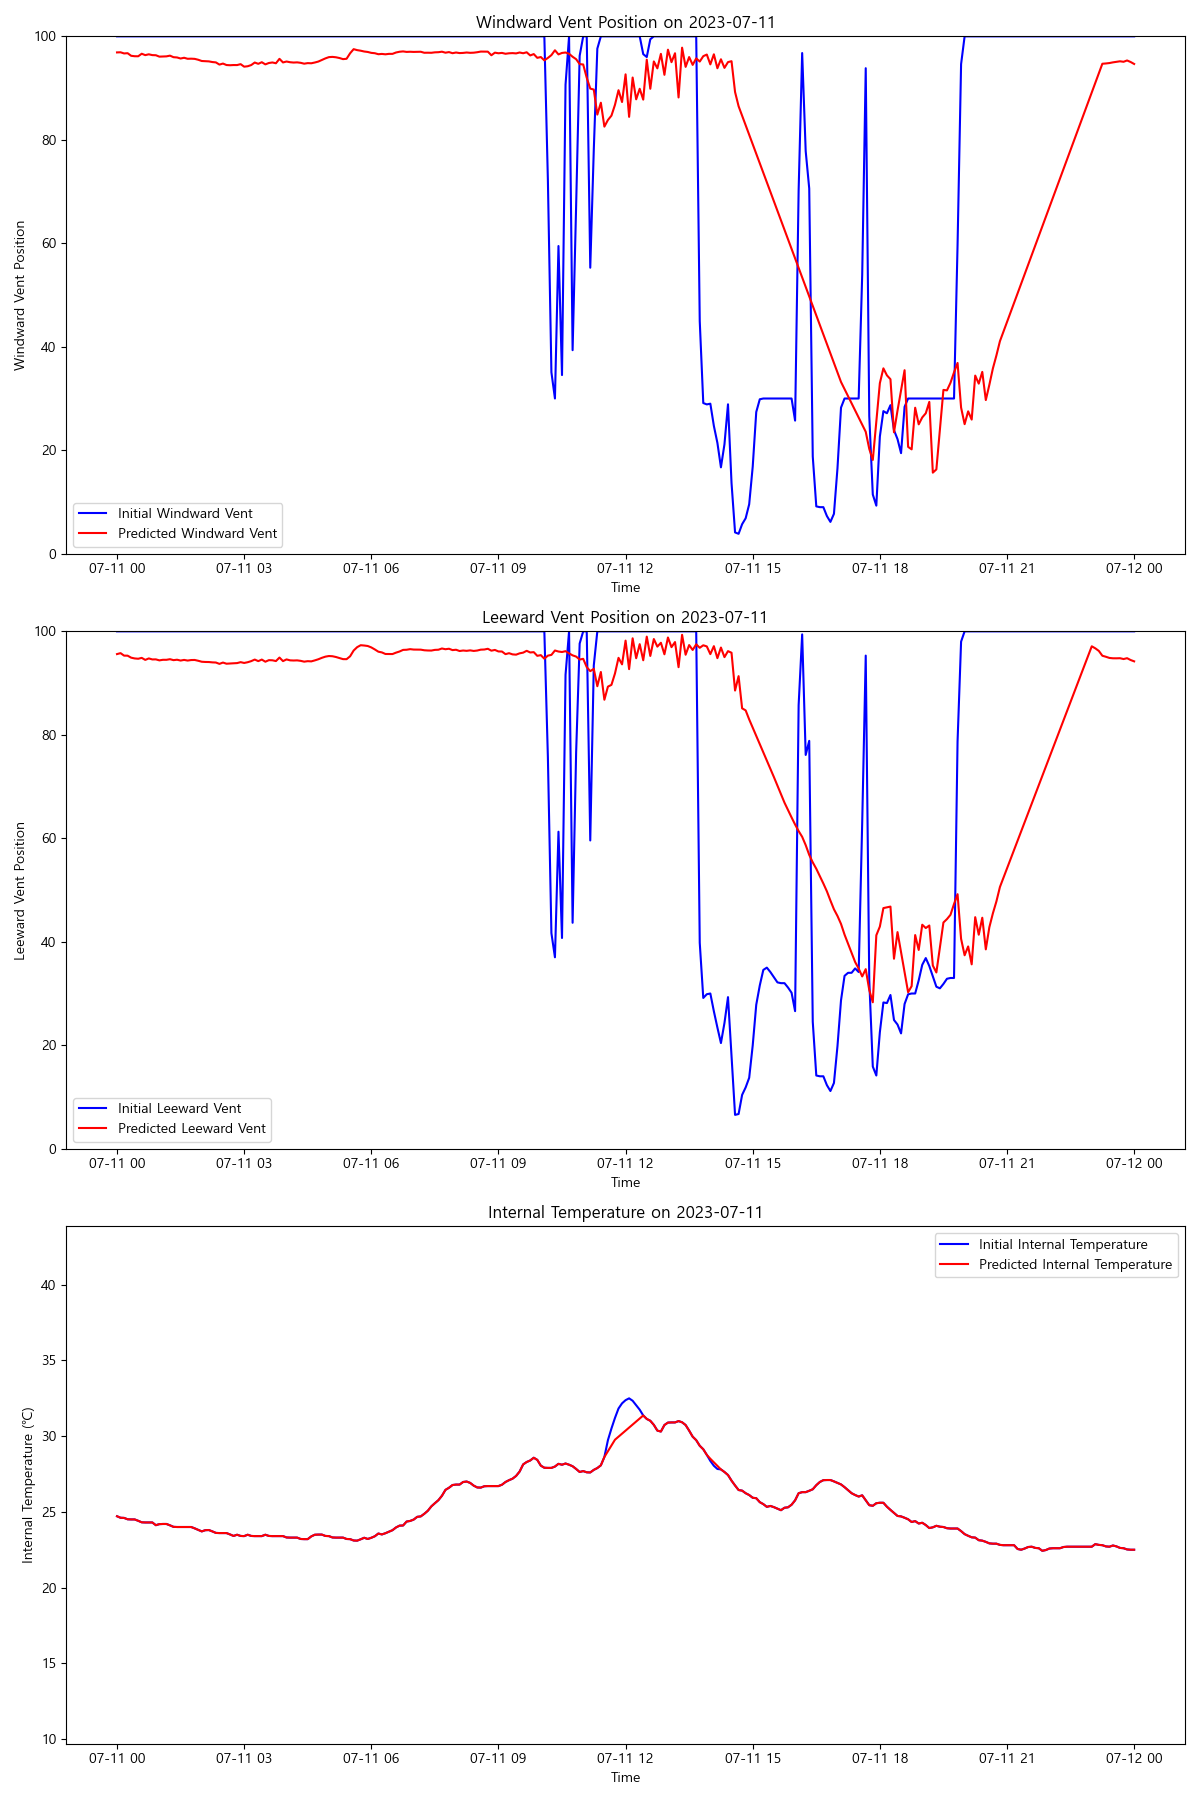 Windward Vent Position on 2023-07-11
100
80
60
40
20
0
Windward Vent Position
Initial Windward Vent
Predicted Windward Vent
07-11 00 07-11 03 07-11 06 07-11 09 07-11 12 07-11 15 07-11 18 07-11 21 07-12 00
Time
Leeward Vent Position on 2023-07-11
100
80
60
40
20
0
Leeward Vent Position
Initial Leeward Vent
Predicted Leeward Vent
07-11 00 07-11 03 07-11 06 07-11 09 07-11 12 07-11 15 07-11 18 07-11 21 07-12 00
Time
Internal Temperature on 2023-07-11
Initial Internal Temperature
Predicted Internal Temperature
40
35
30
25
20
15
10
Internal Temperature (℃)
07-11 00 07-11 03 07-11 06 07-11 09 07-11 12 07-11 15 07-11 18 07-11 21 07-12 00
Time